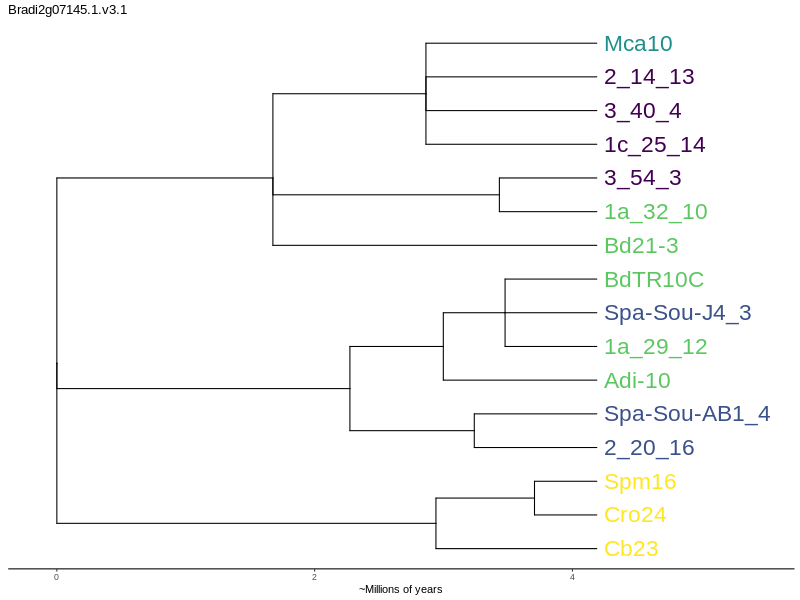 Bradi2g07145.1.v3.1
Mca10
2_14_13
3_40_4
1c_25_14
3_54_3
1a_32_10
Bd21-3
BdTR10C
Spa-Sou-J4_3
1a_29_12
Adi-10
Spa-Sou-AB1_4
2_20_16
Spm16
Cro24
Cb23
0 2 4
~Millions of years